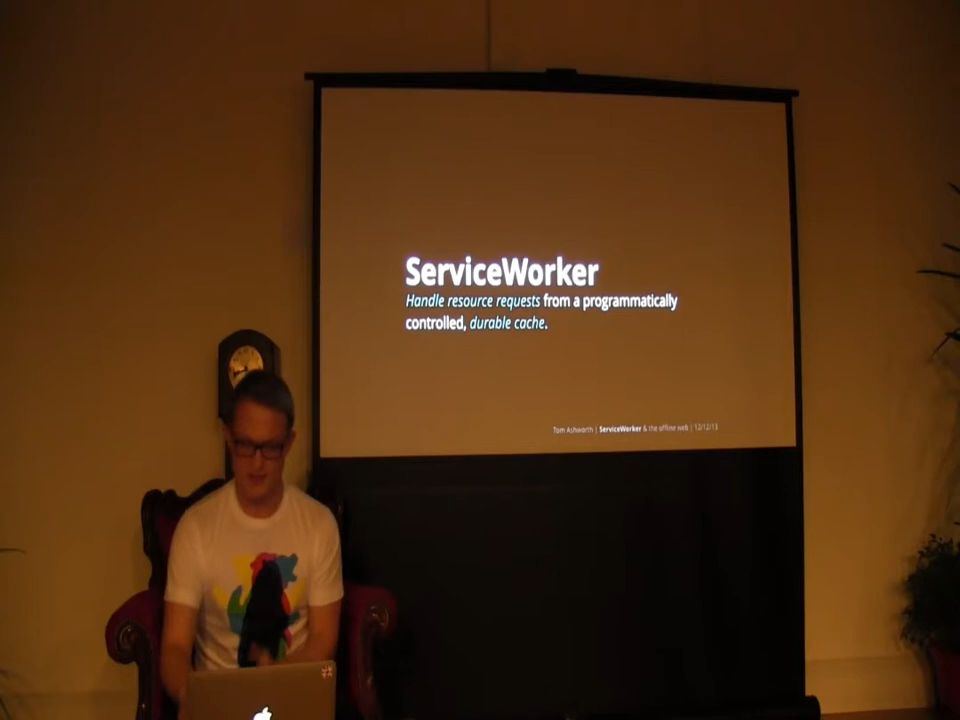 ServiceWorker
Handle resource requests from a programmatically
controlled, durable cache.
Tom Ashworth | ServiceWorker & the offline web | 12/12/13